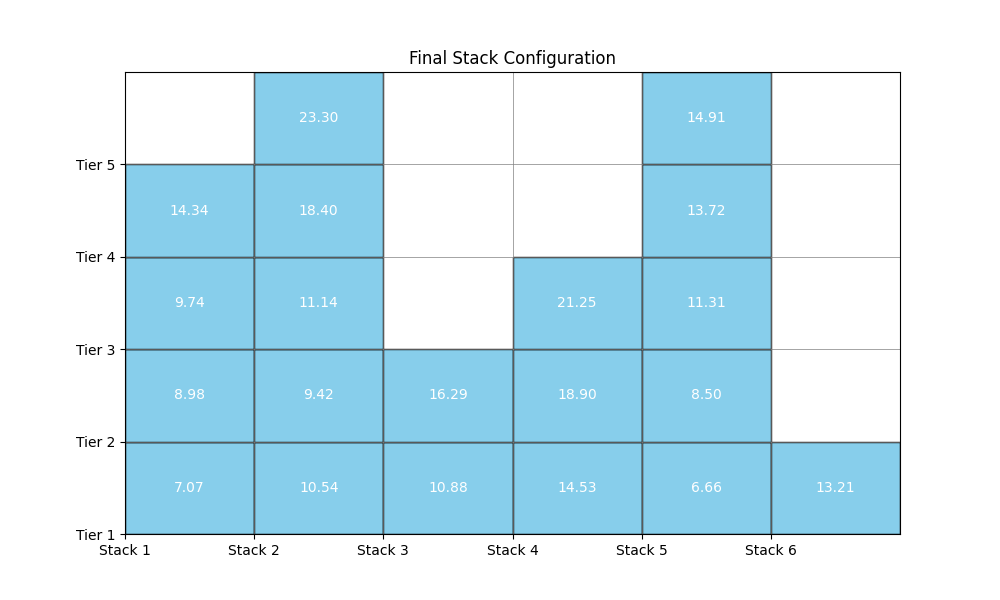 Final Stack Configuration
23.30 14.91
Tier 5
14.34 18.40 13.72
Tier 4
9.74 11.14 21.25 11.31
Tier 3
8.98 9.42 16.29 18.90 8.50
Tier 2
7.07 10.54 10.88 14.53 6.66 13.21
Tier 1
Stack 1 Stack 2 Stack 3 Stack 4 Stack 5 Stack 6